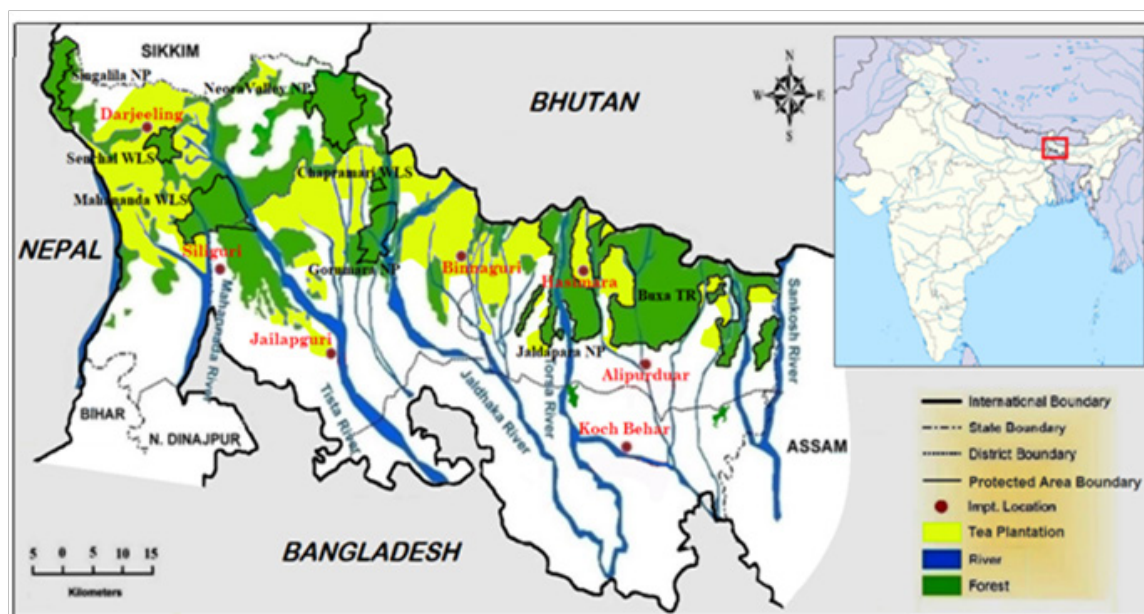 SIKKIM
Singalila NP
NeoraValley NP
BHUTAN
N
W E
S
Darjeeling
Senchal WLS
Chapramari WLS
Mahananda WLS
NEPAL
Siliguri
Gorumara NP
Binnaguri
Hashmara
Buxa TR
Sankosh River
Mahananda River
Jailapguri
Jaldapara NP
Torsa River
Alipurduar
Tista River
Jaldhaka River
Koch Behar
BIHAR
N. DINAJPUR
ASSAM
BANGLADESH
5 0 5 10 15
Kilometers
International Boundary
State Boundary
District Boundary
Protected Area Boundary
Impt. Location
Tea Plantation
River
Forest